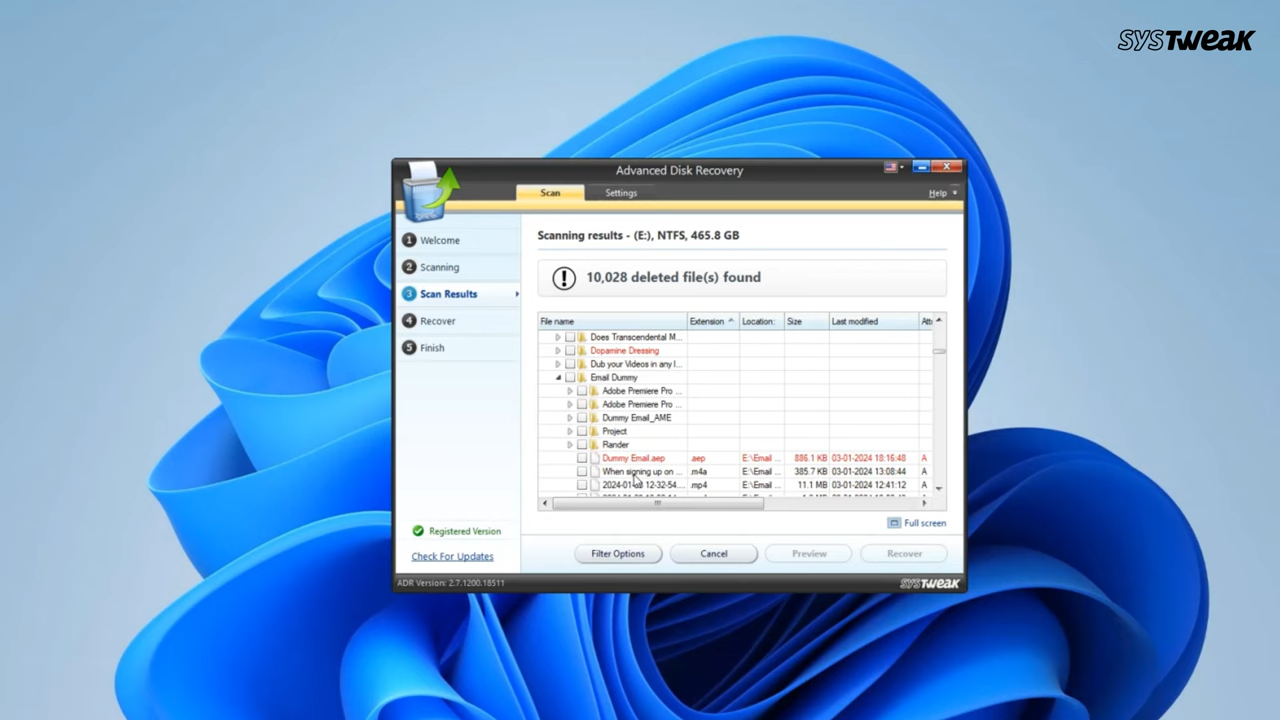 SYSTWEAK
Advanced Disk Recovery
Scan Settings Help
1 Welcome
2 Scanning
3 Scan Results
4 Recover
5 Finish
Scanning results - (E:), NTFS, 465.8 GB
10,028 deleted file(s) found
File name Extension Location: Size Last modified
Does Transcendental M...
Dopamine Dressing
Dub your Videos in any l...
Email Dummy
Adobe Premiere Pro ...
Adobe Premiere Pro ...
Dummy Email_AME
Project
Rander
Dummy Email.aep .aep E:\Email ... 886.1 KB 03-01-2024 18:16:48 A
When signing up on ... .m4a E:\Email ... 385.7 KB 03-01-2024 13:08:44 A
12:32:54... .mp4 E:\Email ... 11.1 MB 03-01-2024 12:41:12 A
Full screen
Registered Version
Check For Updates
Filter Options Cancel Preview Recover
ADR Version: 2.7.1200.18511
SYSTWEAK